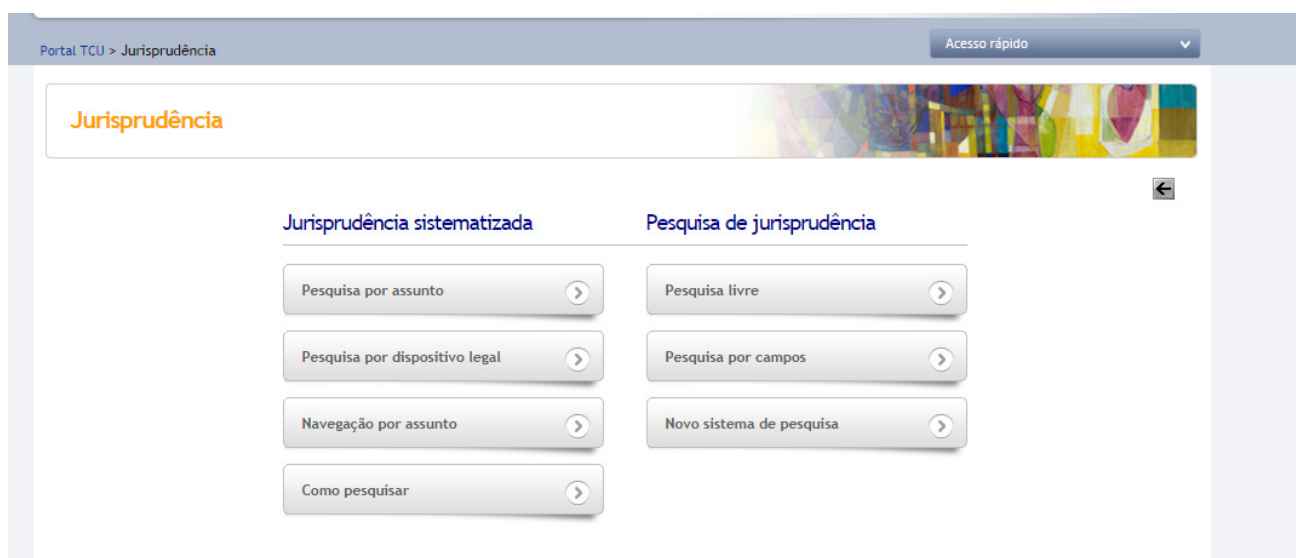 Portal TCU > Jurisprudência
Acesso rápido
Jurisprudência
Jurisprudência sistematizada
Pesquisa por assunto
Pesquisa por dispositivo legal
Navegação por assunto
Como pesquisar
Pesquisa de jurisprudência
Pesquisa livre
Pesquisa por campos
Novo sistema de pesquisa